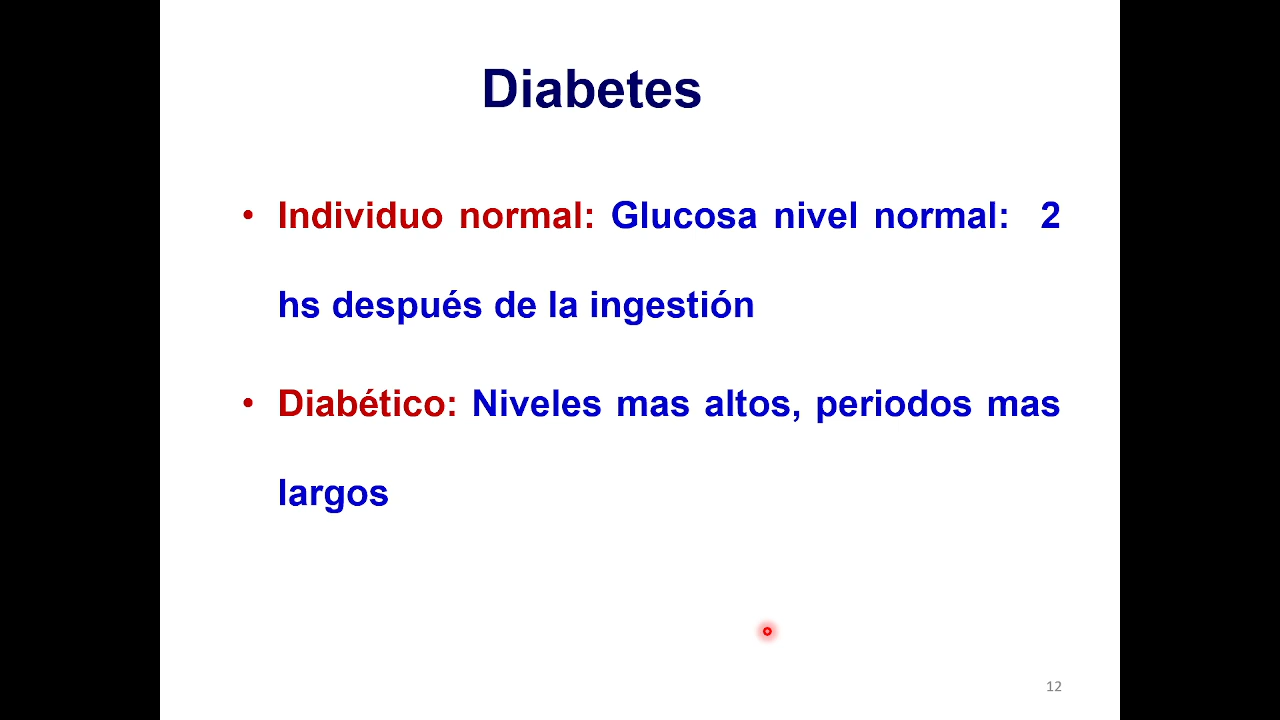 Diabetes
• Individuo normal: Glucosa nivel normal: 2
hs después de la ingestión
• Diabético: Niveles mas altos, periodos mas
largos
12